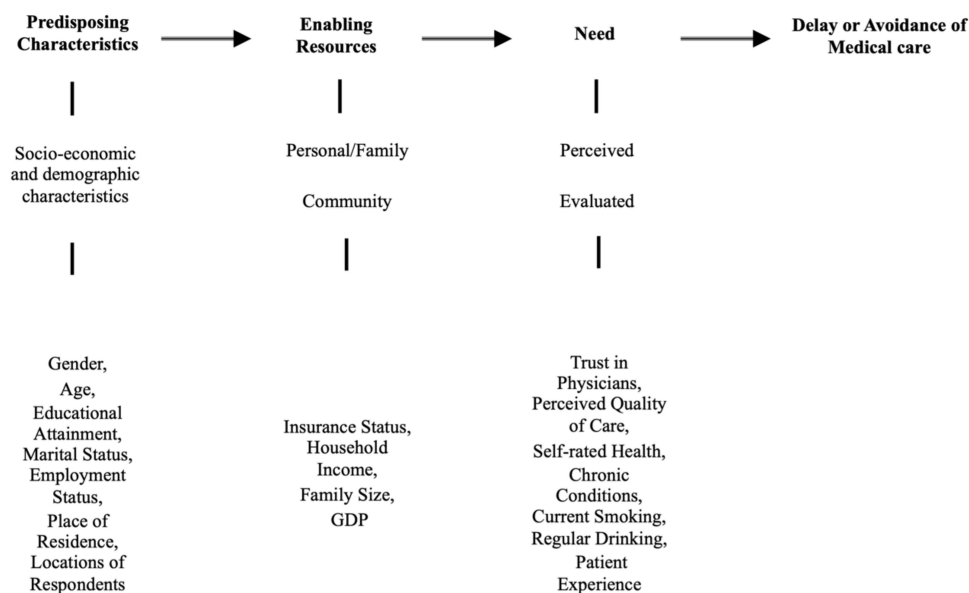 Predisposing
Characteristics
Enabling
Resources
Need
Delay or Avoidance of
Medical care
Socio-economic
and demographic
characteristics
Personal/Family
Community
Perceived
Evaluated
Gender,
Age,
Educational
Attainment,
Marital Status,
Employment
Status,
Place of
Residence,
Locations of
Respondents
Insurance Status,
Household
Income,
Family Size,
GDP
Trust in
Physicians,
Perceived Quality
of Care,
Self-rated Health,
Chronic
Conditions,
Current Smoking,
Regular Drinking,
Patient
Experience